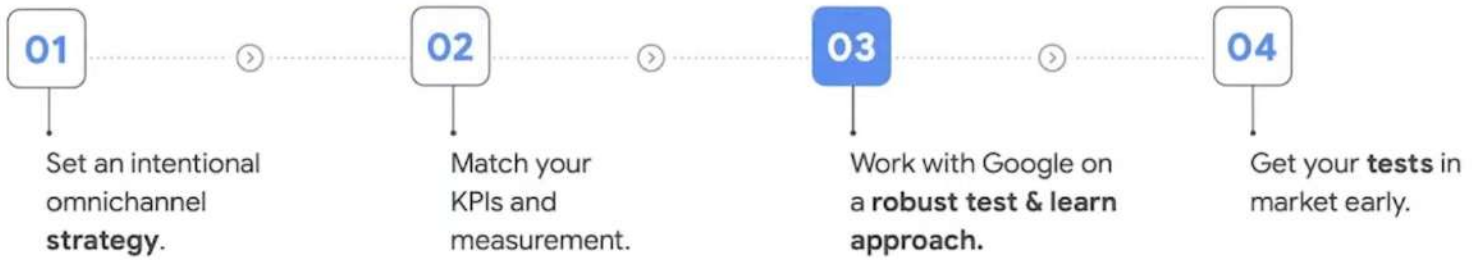 01
Set an intentional
omnichannel
strategy.
02
Match your
KPIs and
measurement.
03
Work with Google on
a robust test & learn
approach.
04
Get your tests in
market early.